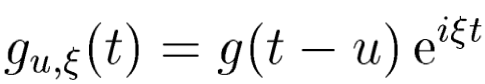 g_{u,ξ}(t) = g(t − u) e^{iξt}